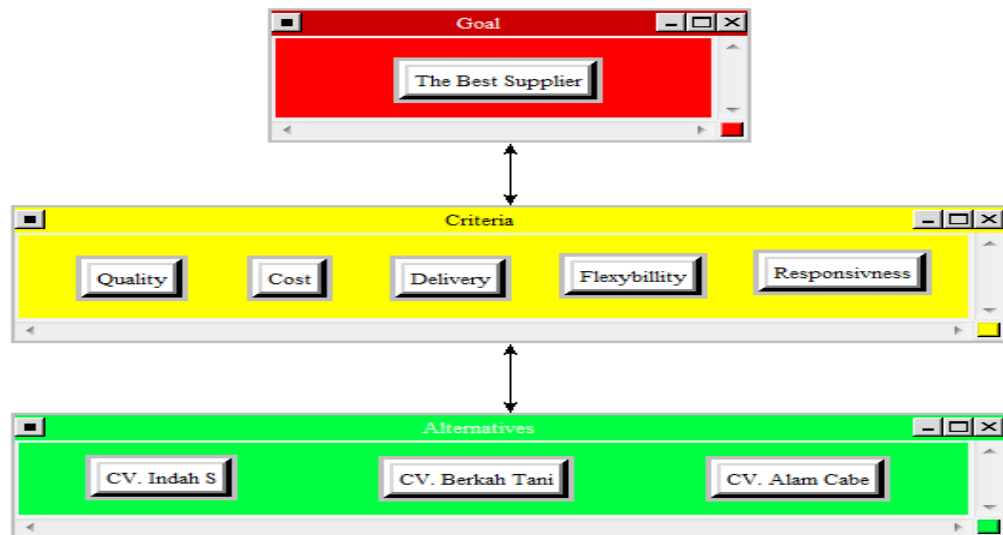 Goal
The Best Supplier
Criteria
Quality
Cost
Delivery
Flexybillity
Responsivness
Alternatives
CV. Indah S
CV. Berkah Tani
CV. Alam Cabe